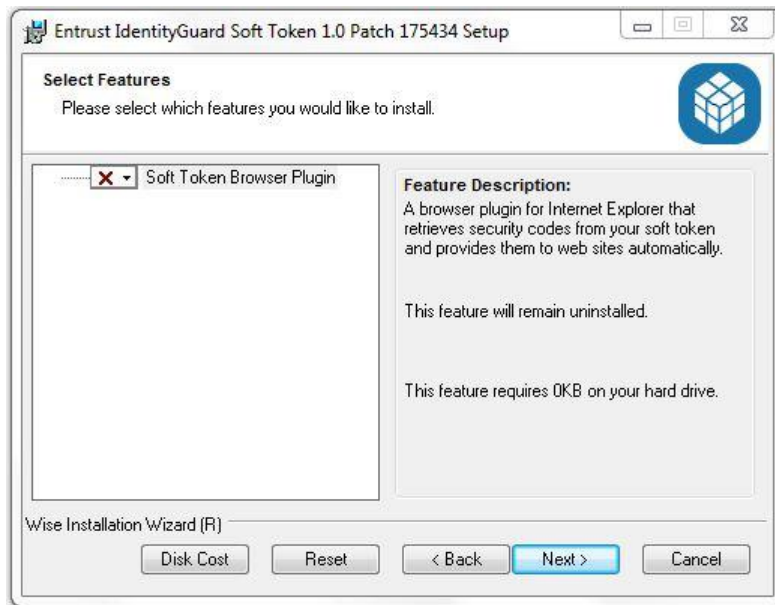 Entrust IdentityGuard Soft Token 1.0 Patch 175434 Setup
Select Features
Please select which features you would like to install.
Soft Token Browser Plugin
Feature Description:
A browser plugin for Internet Explorer that
retrieves security codes from your soft token
and provides them to web sites automatically.
This feature will remain uninstalled.
This feature requires 0KB on your hard drive.
Wise Installation Wizard (R)
Disk Cost
Reset
< Back
Next >
Cancel